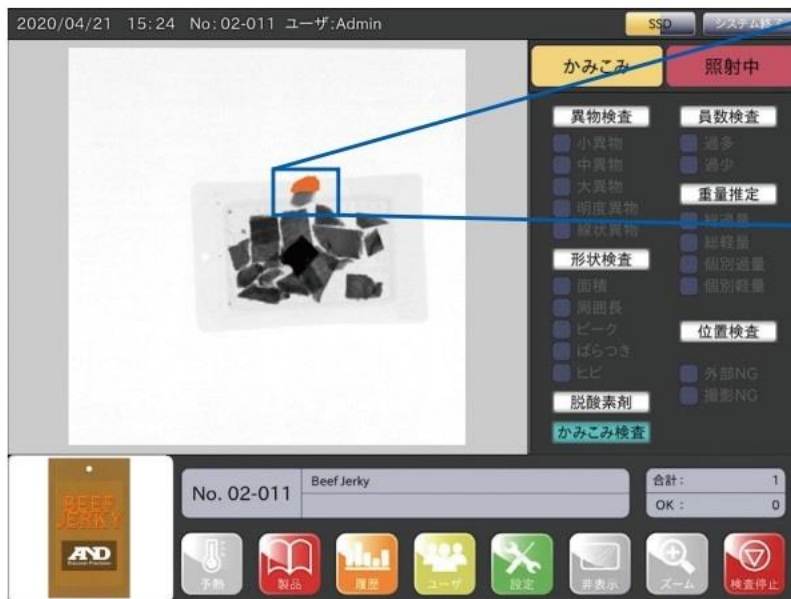 2020/04/21 15:24 No: 02-011 ユーザ:Admin
SSD
システム終了
かみこみ
照射中
異物検査
小異物
中異物
大異物
明度異物
線状異物
形状検査
面積
周囲長
ピーク
ばらつき
ヒビ
脱酸素剤
かみこみ検査
員数検査
過多
過少
重量推定
総過量
総軽量
個別過量
個別軽量
位置検査
外部NG
撮影NG
BEEF
JERKY
AND
No. 02-011
Beef Jerky
合計: 1
OK : 0
予熱
製品
履歴
ユーザ
設定
非表示
ズーム
検査停止